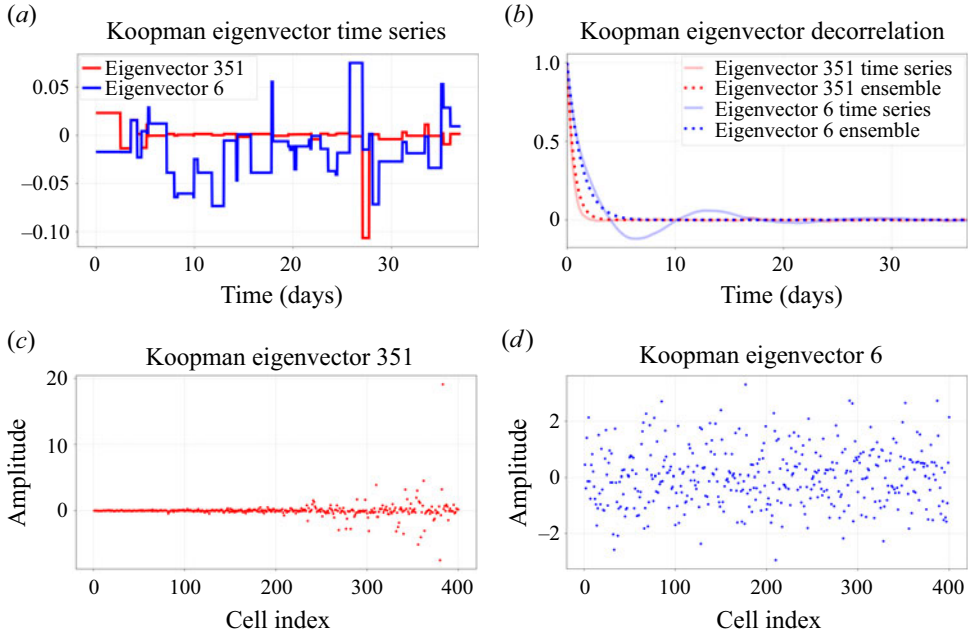 (a)
Koopman eigenvector time series
Eigenvector 351
Eigenvector 6
0.05
0
–0.05
–0.10
0
10
20
30
Time (days)
(b)
Koopman eigenvector decorrelation
Eigenvector 351 time series
Eigenvector 351 ensemble
Eigenvector 6 time series
Eigenvector 6 ensemble
1.0
0.5
0
0
10
20
30
Time (days)
(c)
Koopman eigenvector 351
Amplitude
20
10
0
0
100
200
300
400
Cell index
(d)
Koopman eigenvector 6
Amplitude
2
0
–2
0
100
200
300
400
Cell index